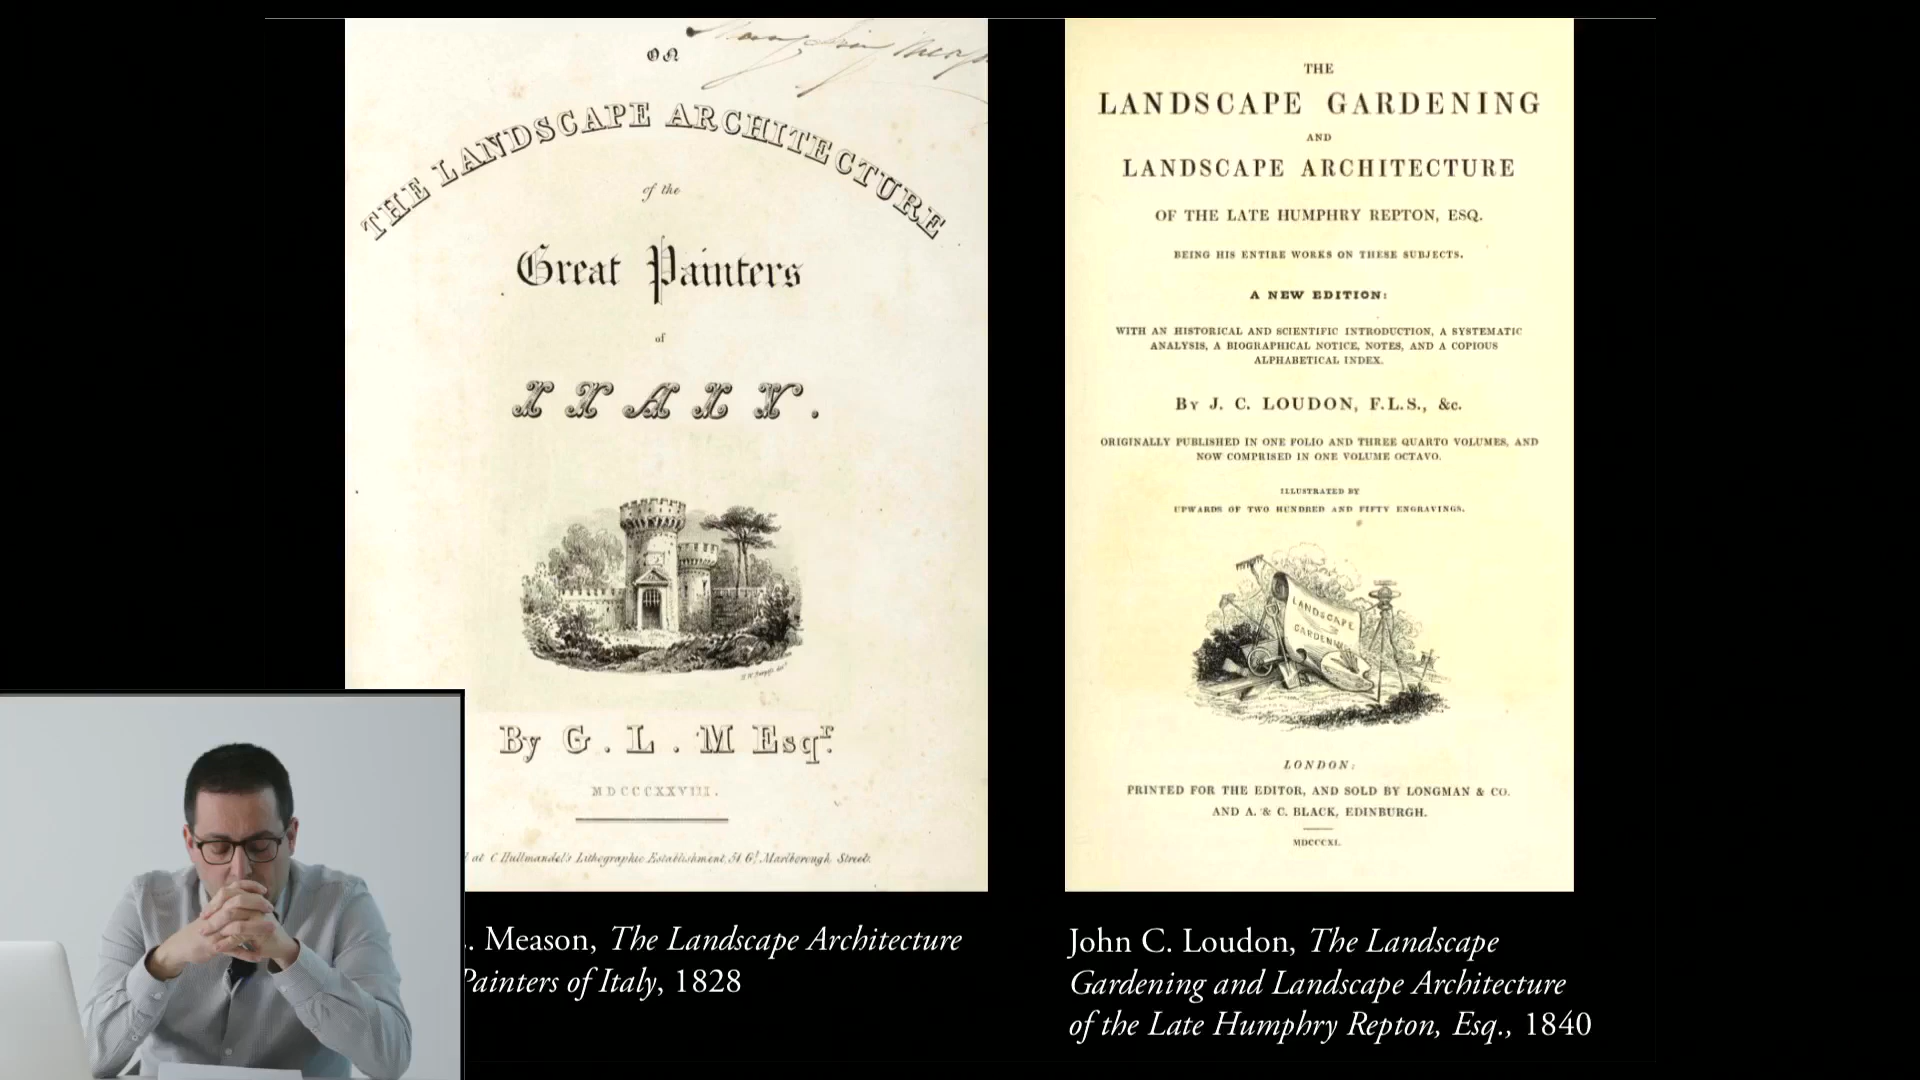 ON
THE LANDSCAPE ARCHITECTURE
of the
Great Painters
of
ITALY.
By G. L. M Esqr.
MDCCCXXVIII.
at C Hullmandel's Lithographic Establishment, 51 Gt. Marlborough Street.
. Measonn, The Landscape Architecture
Painters of Italy, 1828
THE
LANDSCAPE GARDENING
AND
LANDSCAPE ARCHITECTURE
OF THE LATE HUMPHRY REPTON, ESQ.
BEING HIS ENTIRE WORKS ON THESE SUBJECTS.
A NEW EDITION:
WITH AN HISTORICAL AND SCIENTIFIC INTRODUCTION, A SYSTEMATIC
ANALYSIS, A BIOGRAPHICAL NOTICE, NOTES, AND A COPIOUS
ALPHABETICAL INDEX.
By J. C. LOUDON, F.L.S., &c.
ORIGINALLY PUBLISHED IN ONE FOLIO AND THREE QUARTO VOLUMES, AND
NOW COMPRISED IN ONE VOLUME OCTAVO.
ILLUSTRATED BY
UPWARDS OF TWO HUNDRED AND FIFTY ENGRAVINGS.
LANDSCAPE
GARDENING
LONDON:
PRINTED FOR THE EDITOR, AND SOLD BY LONGMAN & CO.
AND A. & C. BLACK, EDINBURGH.
MDCCCXL.
John C. Loudon, The Landscape
Gardening and Landscape Architecture
of the Late Humphry Repton, Esq., 1840